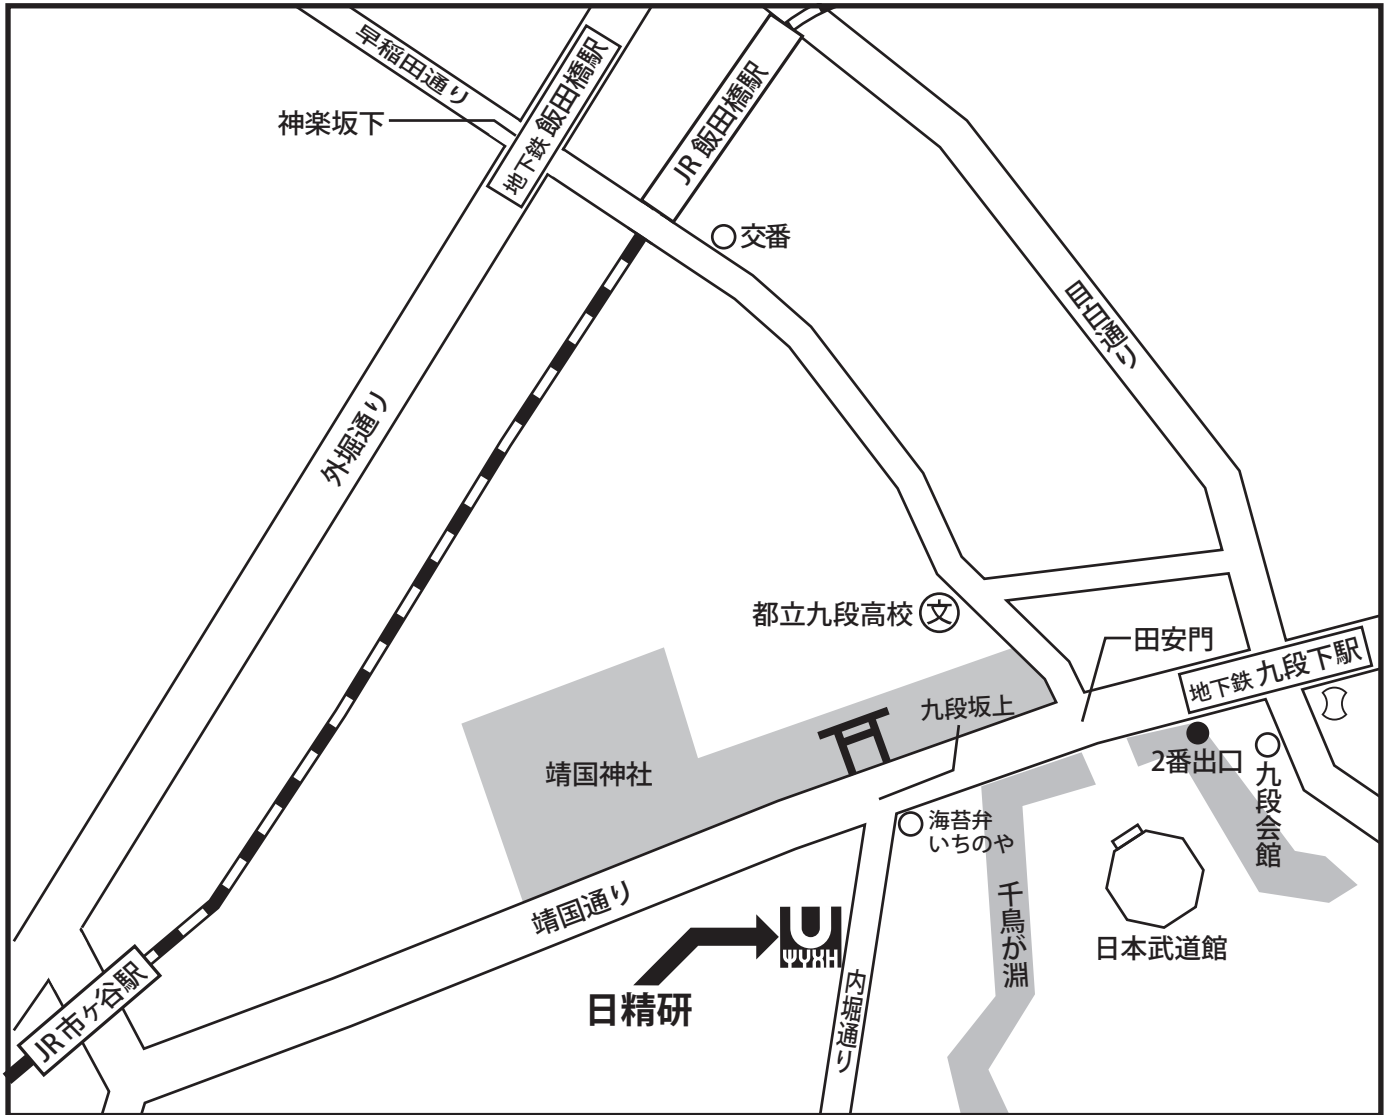 早稲田通り
神楽坂下
地下鉄 飯田橋駅
JR 飯田橋駅
交番
目白通り
外堀通り
都立九段高校
文
田安門
地下鉄 九段下駅
九段坂上
2番出口
靖国神社
九段会館
海苔弁
いちのや
靖国通り
千鳥が淵
日本武道館
U
ΨΥΧΗ
日精研
内堀通り
JR市ヶ谷駅